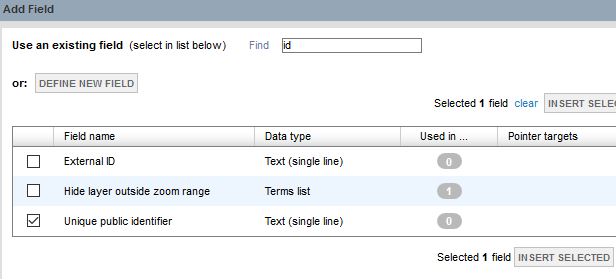 Add Field
Use an existing field (select in list below) Find id
or: DEFINE NEW FIELD
Selected 1 field clear INSERT SELEC
Field name Data type Used in ... Pointer targets
External ID Text (single line) 0
Hide layer outside zoom range Terms list 1
Unique public identifier Text (single line) 0
Selected 1 field INSERT SELECTED